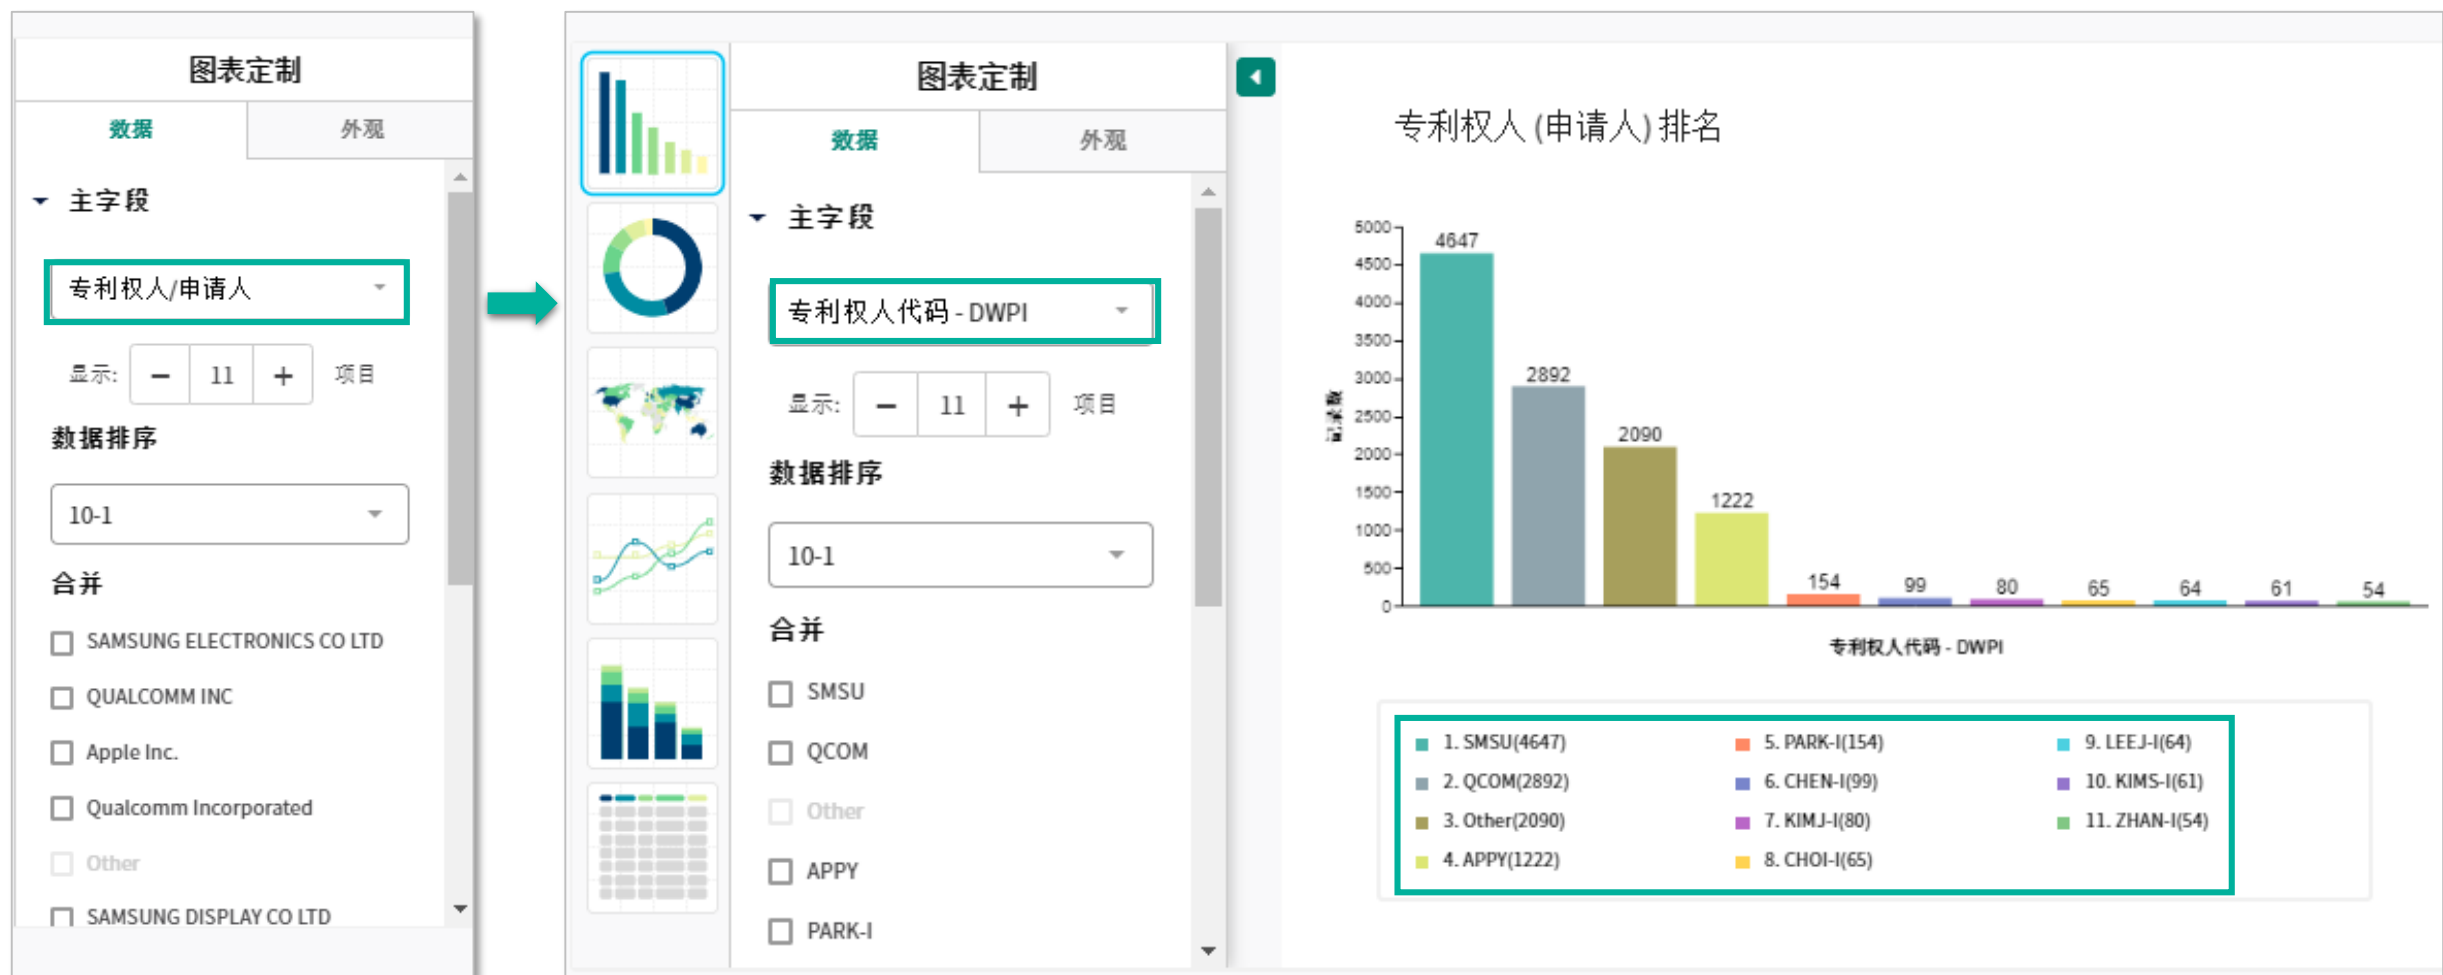 图表定制
数据
外观
主字段
专利权人/申请人
显示:
11
项目
数据排序
10-1
合并
SAMSUNG ELECTRONICS CO LTD
QUALCOMM INC
Apple Inc.
Qualcomm Incorporated
Other
SAMSUNG DISPLAY CO LTD
图表定制
数据
外观
主字段
专利权人代码 - DWPI
显示:
11
项目
数据排序
10-1
合并
SMSU
QCOM
Other
APPY
PARK-I
专利权人 (申请人) 排名
5000
4500
4000
3500
3000
2500
2000
1500
1000
500
0
记录数
4647
2892
2090
1222
154
99
80
65
64
61
54
专利权人代码 - DWPI
1. SMSU(4647)
2. QCOM(2892)
3. Other(2090)
4. APPY(1222)
5. PARK-I(154)
6. CHEN-I(99)
7. KIMJ-I(80)
8. CHOI-I(65)
9. LEEJ-I(64)
10. KIMS-I(61)
11. ZHAN-I(54)